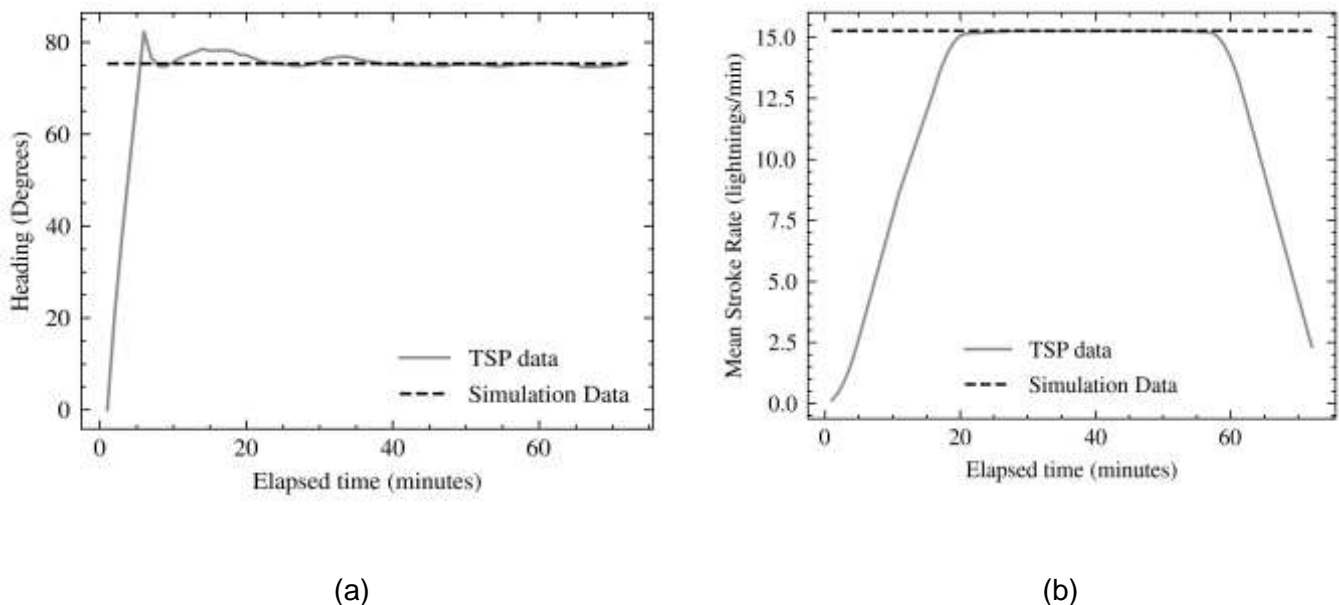 80
60
40
20
0
Heading (Degrees)
TSP data
Simulation Data
0
20
40
60
Elapsed time (minutes)
(a)
15.0
12.5
10.0
7.5
5.0
2.5
0.0
Mean Stroke Rate (lightnings/min)
TSP data
Simulation Data
0
20
40
60
Elapsed time (minutes)
(b)